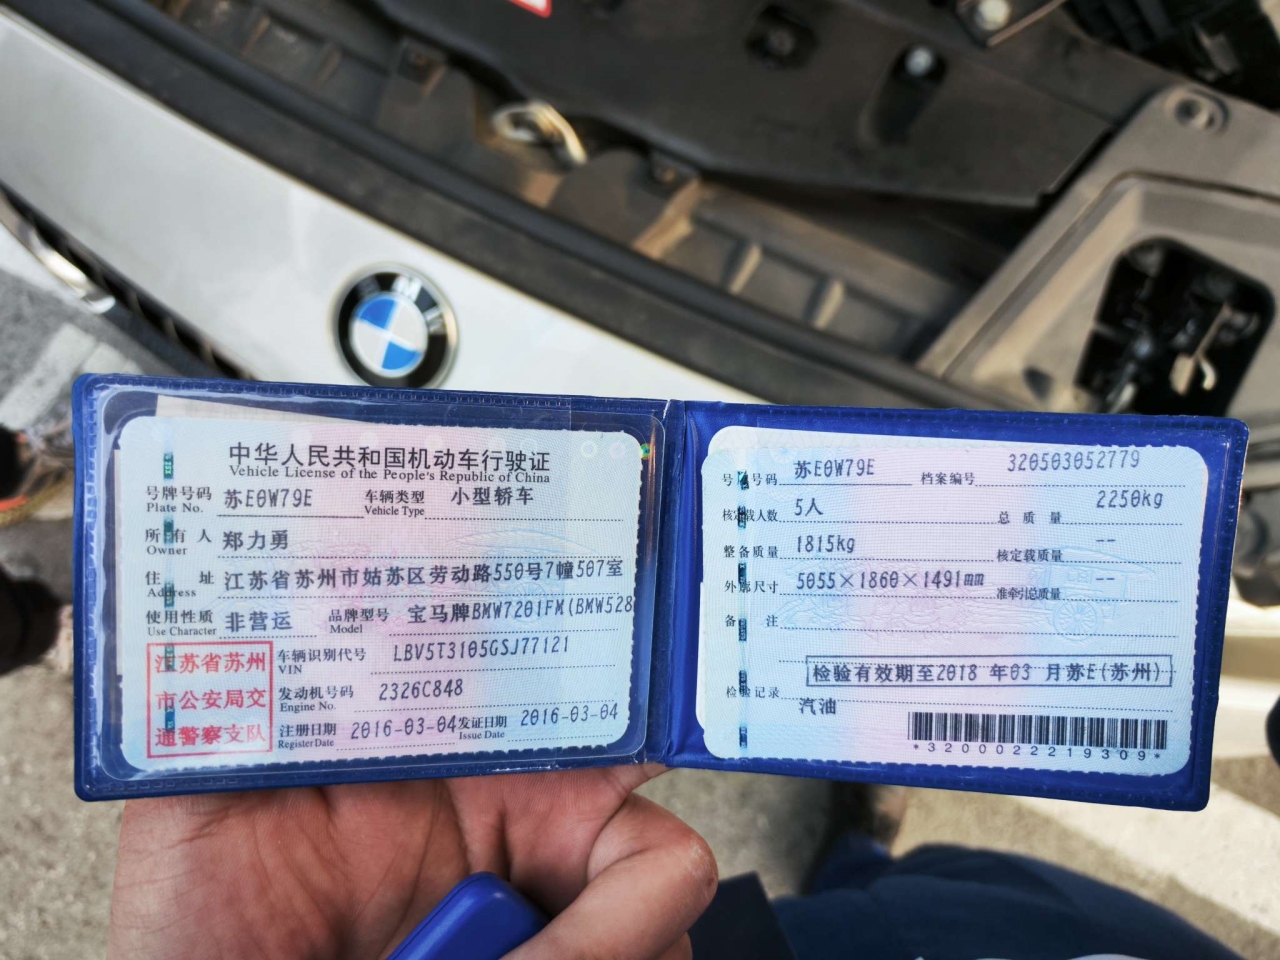 中华人民共和国机动车行驶证
Vehicle License of the People's Republic of China
号牌号码 苏E0W79E 车辆类型 小型轿车
Plate No. Vehicle Type
所有人 郑力勇
Owner
住址 江苏省苏州市姑苏区劳动路550号7幢507室
Address
使用性质 非营运 品牌型号 宝马牌BMW7201FM(BMW528
Use Character Model
江苏省苏州
市公安局交
通警察支队
车辆识别代号 LBV5T3105GSJ77121
VIN
发动机号码 2326C848
Engine No.
注册日期 2016-03-04 发证日期 2016-03-04
Register Date Issue Date
号牌号码 苏E0W79E 档案编号 320503052779
核定载人数 5人 总质量 2250kg
整备质量 1815kg 核定载质量 --
外廓尺寸 5055×1860×1491mm 准牵引总质量 --
备注
检验有效期至2018 年03 月苏E(苏州)
检验记录
汽油
*3200022219309*